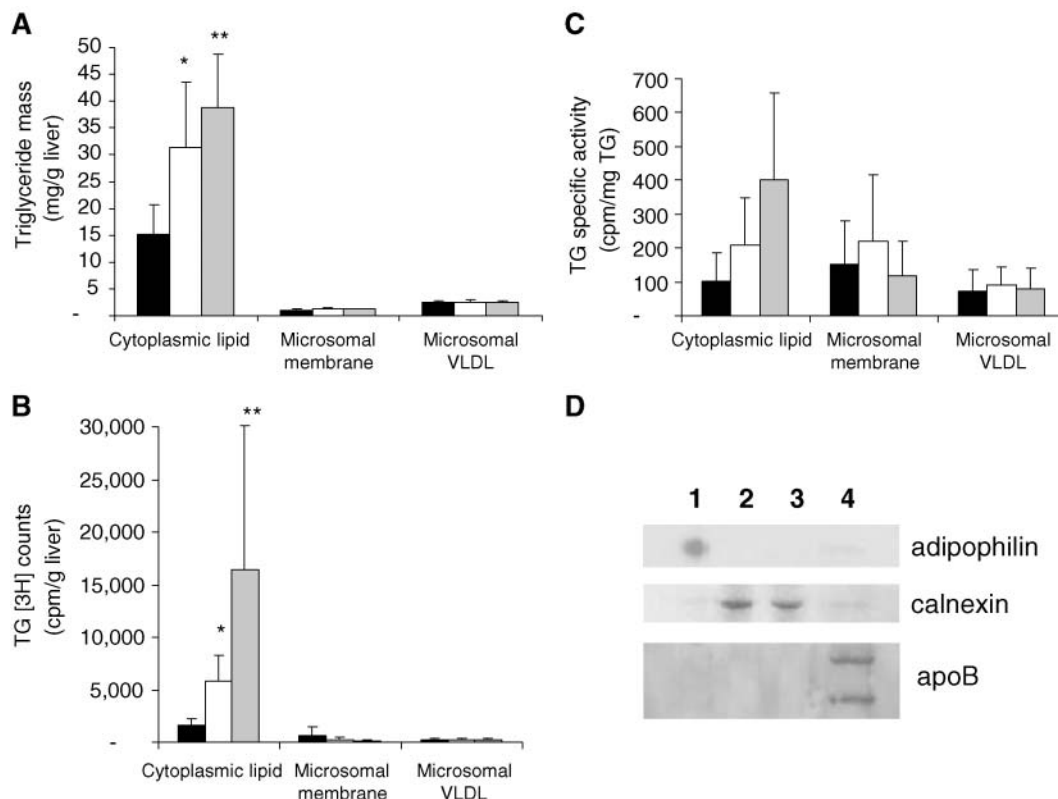 A
Triglyceride mass
(mg/g liver)
50
45
40
35
30
25
20
15
10
5
-
*
**
Cytoplasmic lipid
Microsomal
membrane
Microsomal
VLDL
B
TG [3H] counts
(cpm/g liver)
30,000
25,000
20,000
15,000
10,000
5,000
-
*
**
Cytoplasmic lipid
Microsomal
membrane
Microsomal
VLDL
C
TG specific activity
(cpm/mg TG)
700
600
500
400
300
200
100
-
Cytoplasmic lipid
Microsomal
membrane
Microsomal
VLDL
D
1 2 3 4
adipophilin
calnexin
apoB